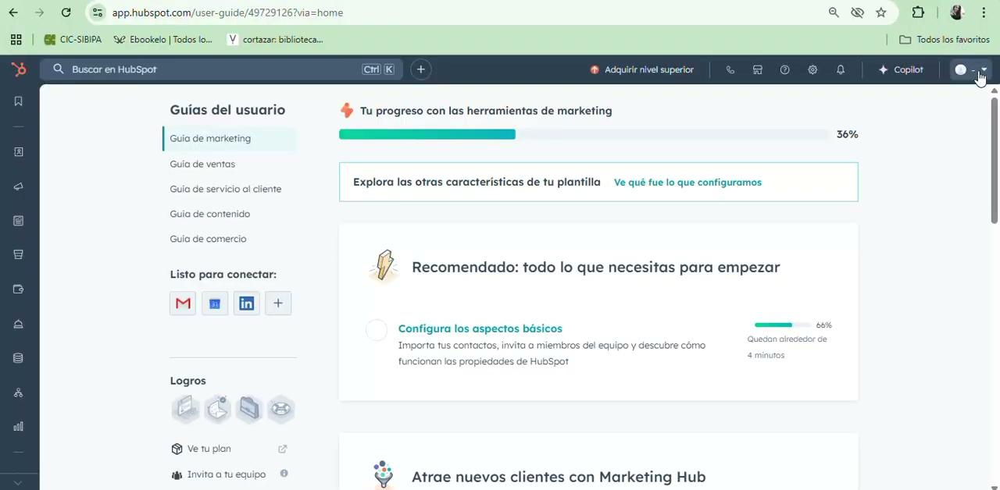 app.hubspot.com/user-guide/49729126?via=home
CIC-SIBIPA
Ebookelo | Todos lo...
cortazar: biblioteca...
Todos los favoritos
Buscar en HubSpot
Ctrl K
Adquirir nivel superior
Copilot
Guías del usuario
Guía de marketing
Guía de ventas
Guía de servicio al cliente
Guía de contenido
Guía de comercio
Listo para conectar:
Logros
Ve tu plan
Invita a tu equipo
Tu progreso con las herramientas de marketing
36%
Explora las otras características de tu plantilla
Ve qué fue lo que configuramos
Recomendado: todo lo que necesitas para empezar
Configura los aspectos básicos
Importa tus contactos, invita a miembros del equipo y descubre cómo
funcionan las propiedades de HubSpot
66%
Quedan alrededor de
4 minutos
Atrae nuevos clientes con Marketing Hub